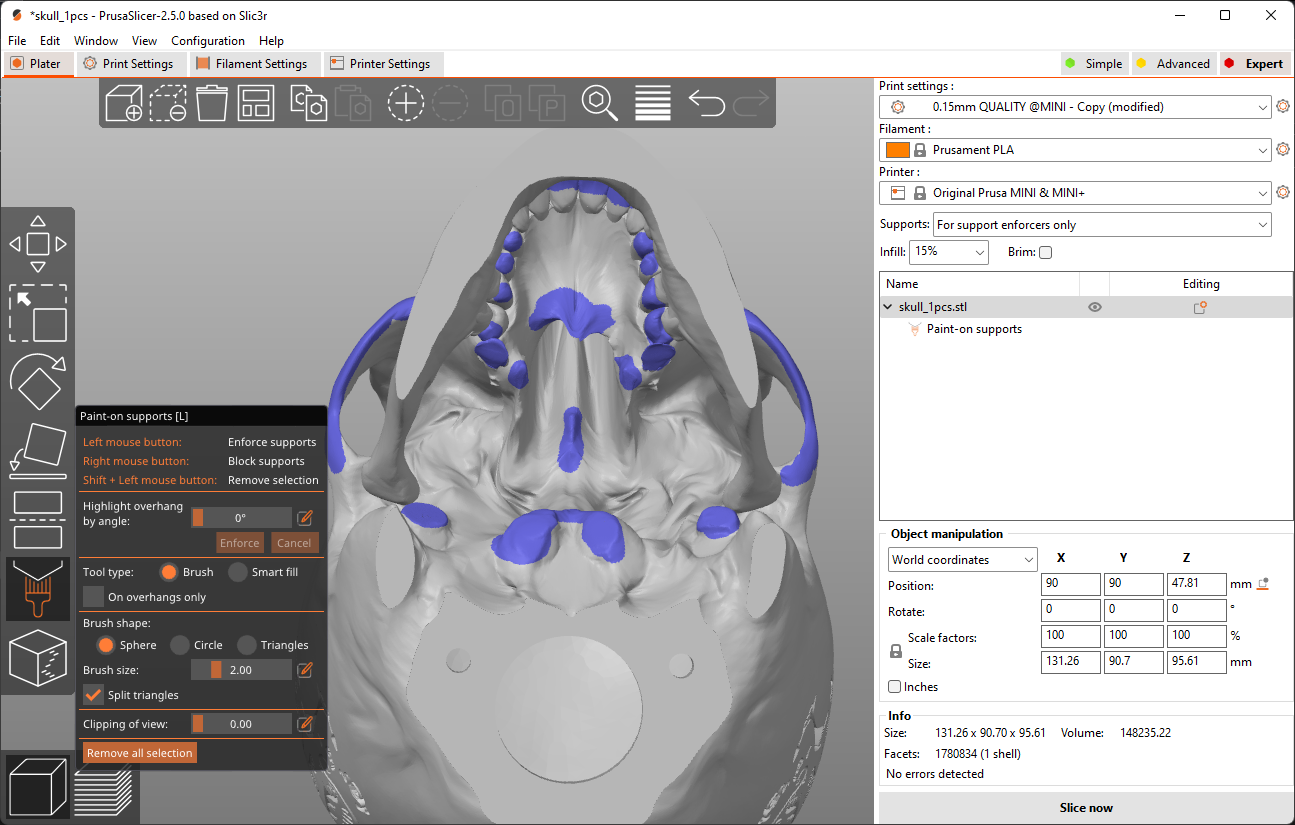 *skull_1pcs - PrusaSlicer-2.5.0 based on Slic3r
File Edit Window View Configuration Help
Plater Print Settings Filament Settings Printer Settings Simple Advanced Expert
Print settings :
0.15mm QUALITY @MINI - Copy (modified)
Filament :
Prusament PLA
Printer :
Original Prusa MINI & MINI+
Supports: For support enforcers only
Infill: 15% Brim:
Name Editing
skull_1pcs.stl
Paint-on supports
Paint-on supports [L]
Left mouse button: Enforce supports
Right mouse button: Block supports
Shift + Left mouse button: Remove selection
Highlight overhang
by angle: 0°
Enforce Cancel
Tool type: Brush Smart fill
On overhangs only
Brush shape:
Sphere Circle Triangles
Brush size: 2.00
Split triangles
Clipping of view: 0.00
Remove all selection
Object manipulation
World coordinates X Y Z
Position: 90 90 47.81 mm
Rotate: 0 0 0 °
Scale factors: 100 100 100 %
Size: 131.26 90.7 95.61 mm
Inches
Info
Size: 131.26 x 90.70 x 95.61 Volume: 148235.22
Facets: 1780834 (1 shell)
No errors detected
Slice now